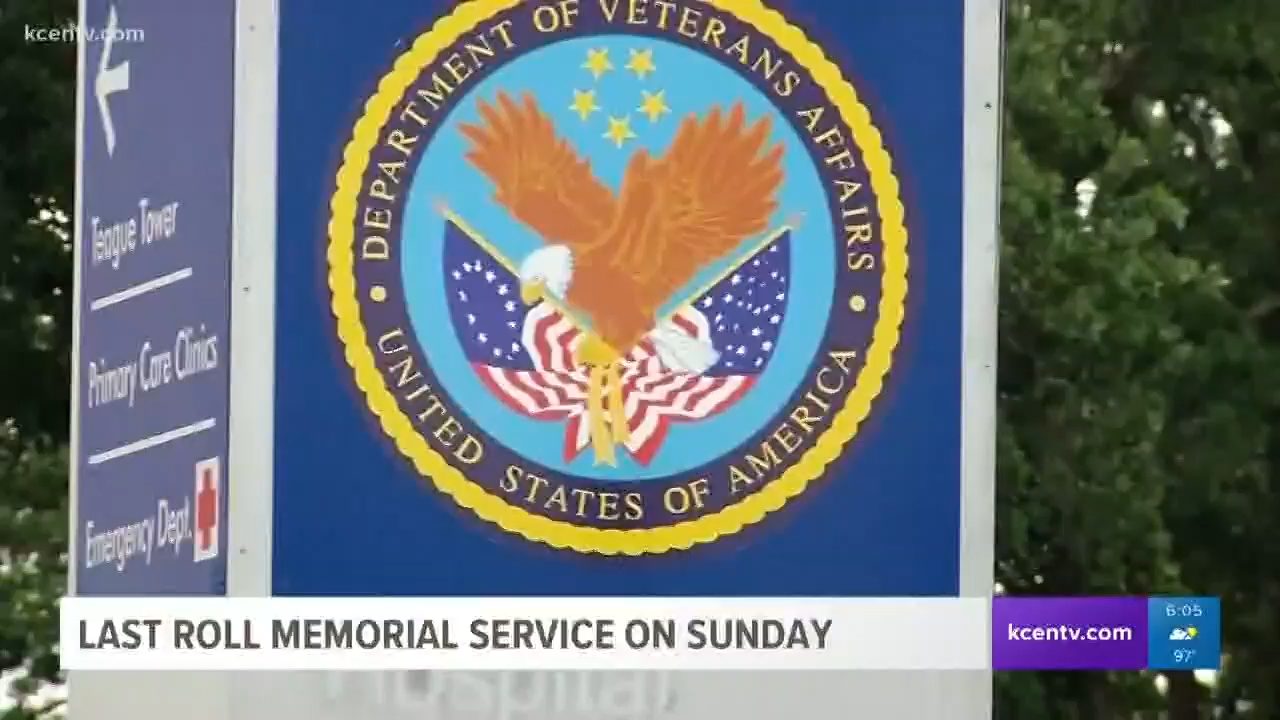 kcentv.com
Teague Tower
Primary Care Clinics
Emergency Dept.
DEPARTMENT OF VETERANS AFFAIRS
UNITED STATES OF AMERICA
LAST ROLL MEMORIAL SERVICE ON SUNDAY
kcentv.com
6:05
97°
Hospital